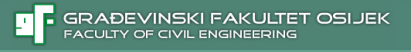 GRAĐEVINSKI FAKULTET OSIJEK
FACULTY OF CIVIL ENGINEERING